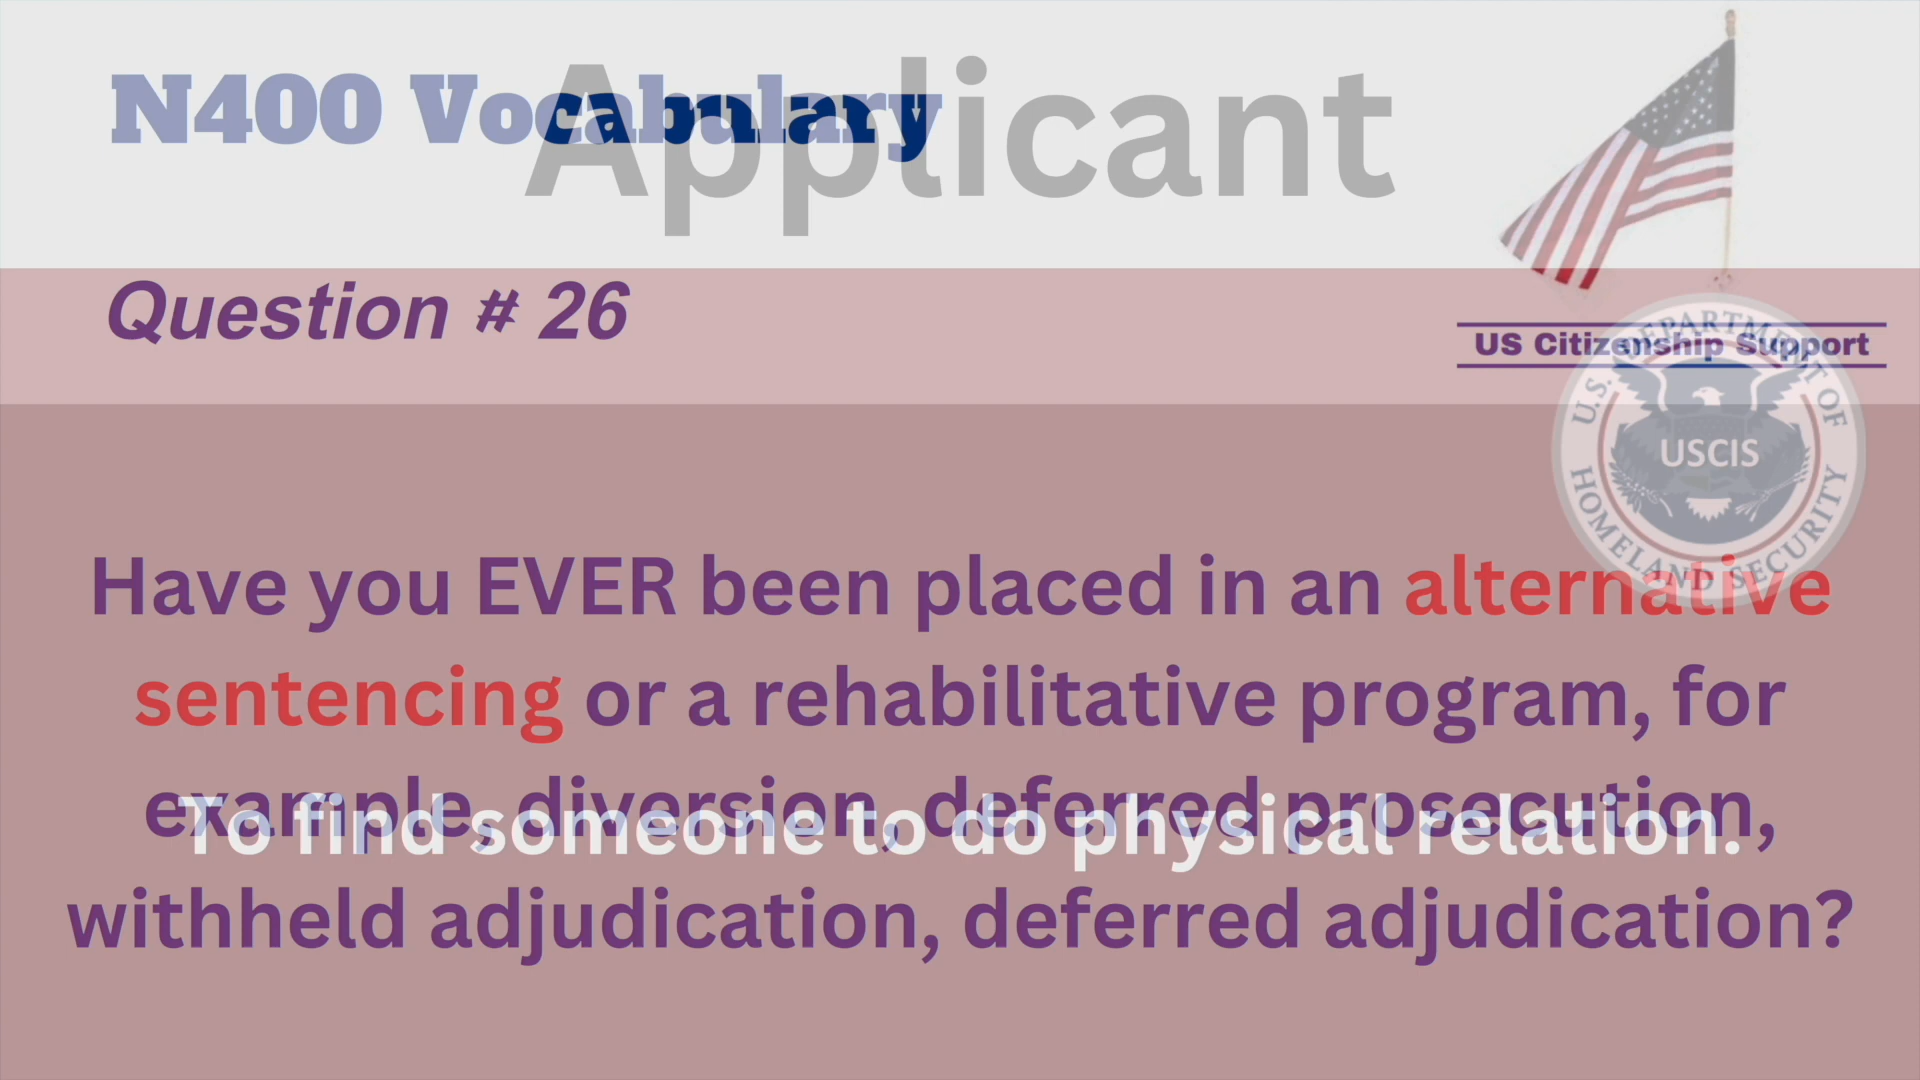 N400 Vocabulary
Applicant
Question # 26
US Citizenship Support
U.S. DEPARTMENT OF
USCIS
HOMELAND SECURITY
Have you EVER been placed in an alternative
sentencing or a rehabilitative program, for
example, diversion, deferred prosecution,
To find someone to do physical relation.
withheld adjudication, deferred adjudication?